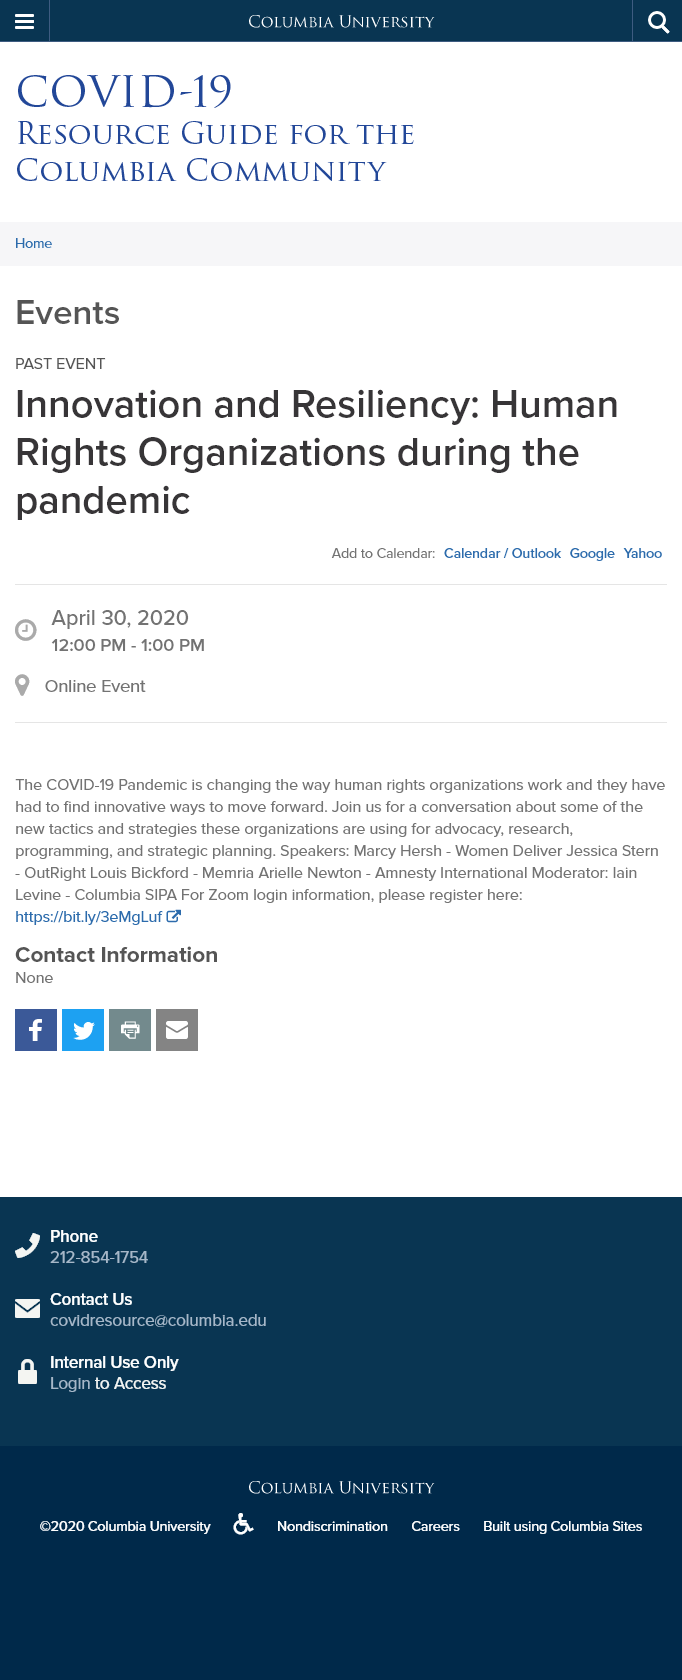 Columbia University
COVID-19
Resource Guide for the
Columbia Community
Home
Events
PAST EVENT
Innovation and Resiliency: Human
Rights Organizations during the
pandemic
Add to Calendar: Calendar / Outlook Google Yahoo
April 30, 2020
12:00 PM - 1:00 PM
Online Event
The COVID-19 Pandemic is changing the way human rights organizations work and they have
had to find innovative ways to move forward. Join us for a conversation about some of the
new tactics and strategies these organizations are using for advocacy, research,
programming, and strategic planning. Speakers: Marcy Hersh - Women Deliver Jessica Stern
- OutRight Louis Bickford - Memria Arielle Newton - Amnesty International Moderator: Iain
Levine - Columbia SIPA For Zoom login information, please register here:
https://bit.ly/3eMgLuf
Contact Information
None
Phone
212-854-1754
Contact Us
covidresource@columbia.edu
Internal Use Only
Login to Access
Columbia University
©2020 Columbia University Nondiscrimination Careers Built using Columbia Sites